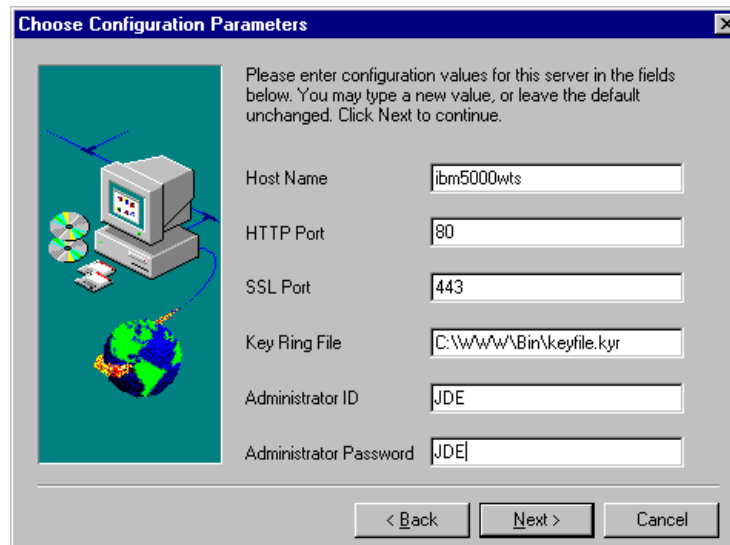 Choose Configuration Parameters
Please enter configuration values for this server in the fields
below. You may type a new value, or leave the default
unchanged. Click Next to continue.
Host Name ibm5000wts
HTTP Port 80
SSL Port 443
Key Ring File C:\WWW\Bin\keyfile.kyr
Administrator ID JDE
Administrator Password JDE
< Back Next > Cancel